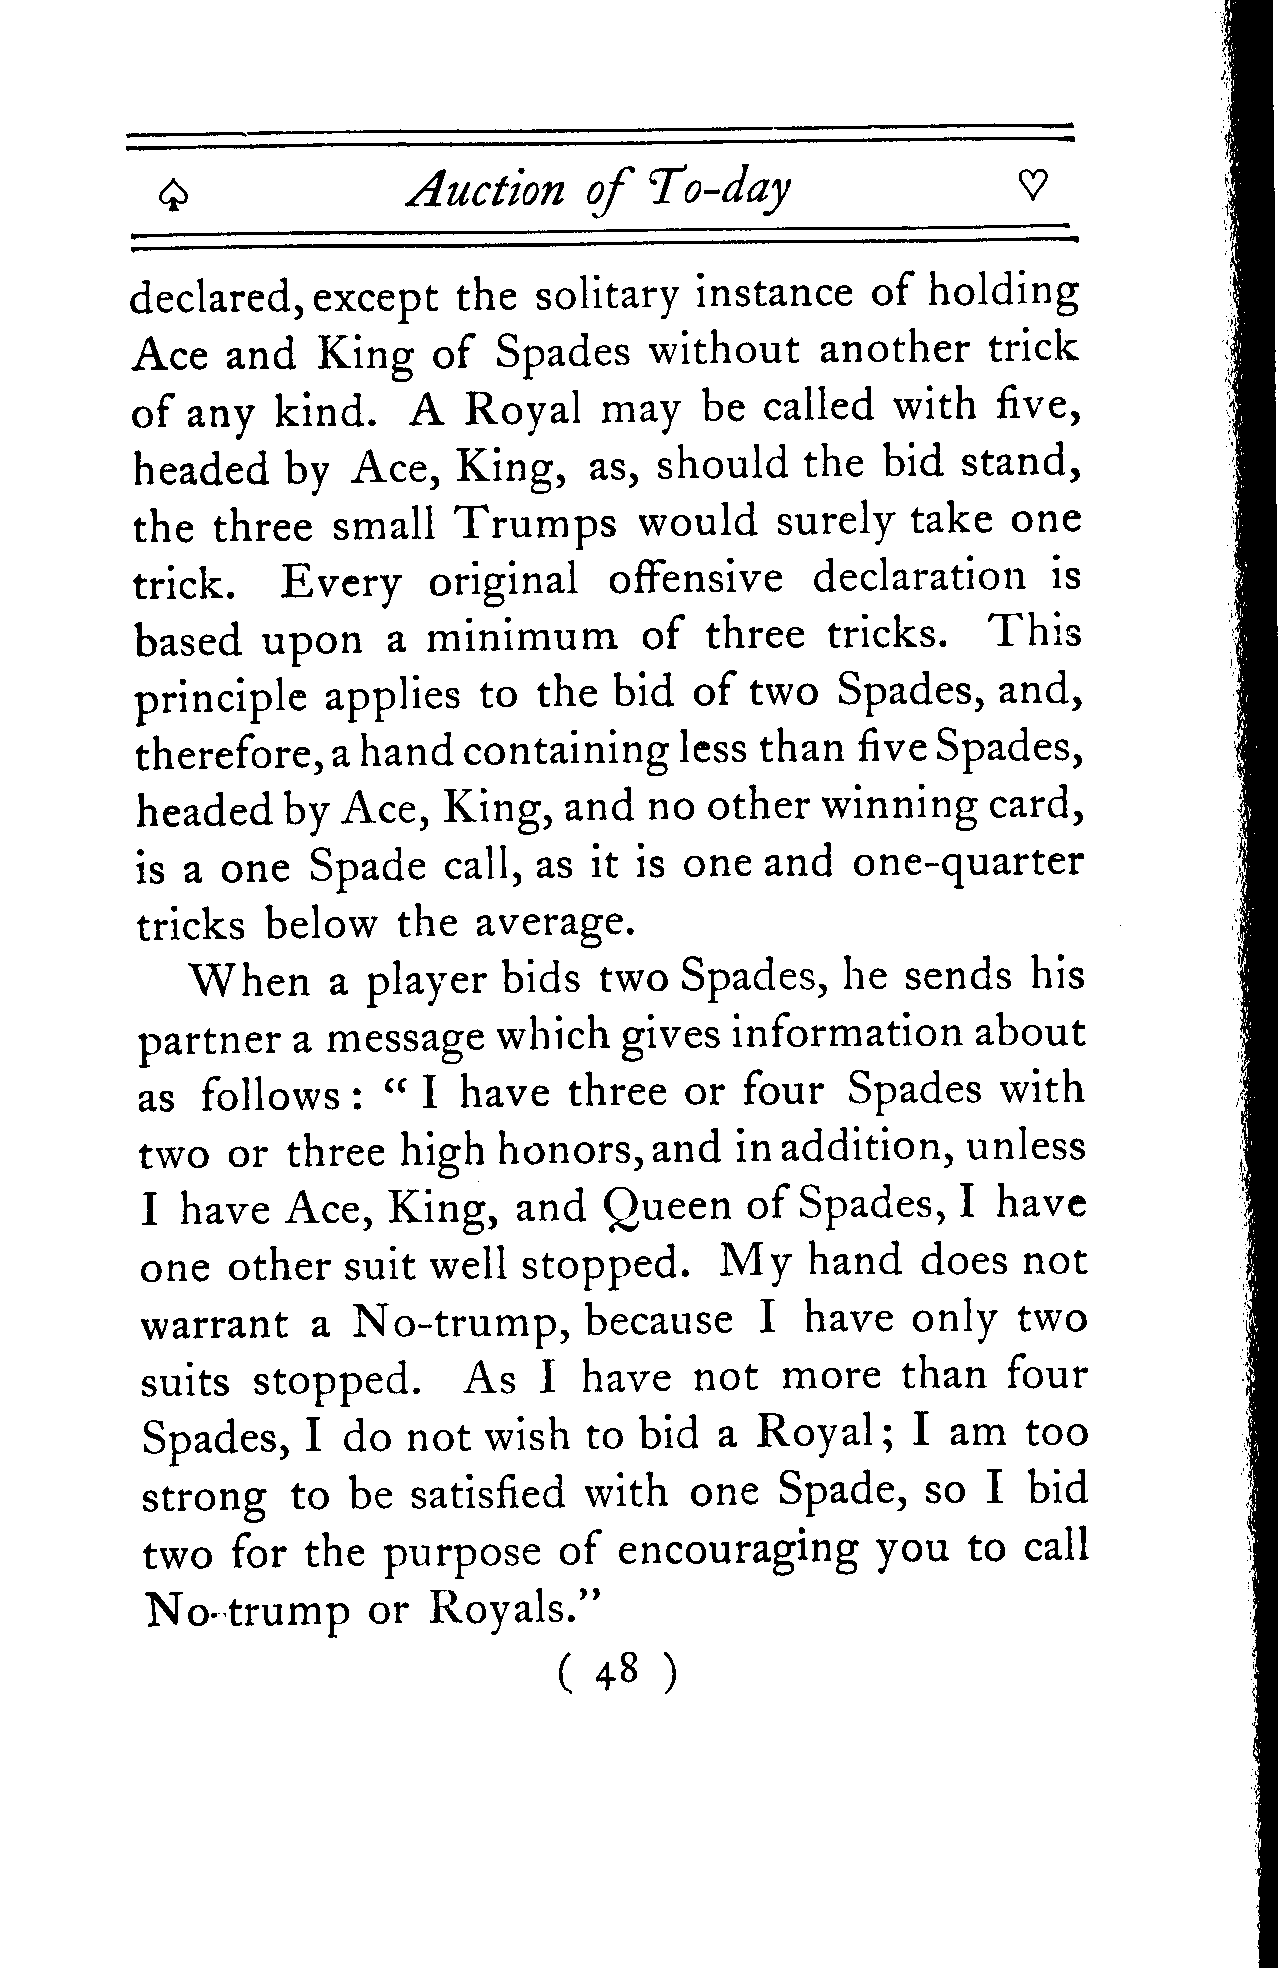 ♤ Auction of To-day ♡
declared, except the solitary instance of holding
Ace and King of Spades without another trick
of any kind. A Royal may be called with five,
headed by Ace, King, as, should the bid stand,
the three small Trumps would surely take one
trick. Every original offensive declaration is
based upon a minimum of three tricks. This
principle applies to the bid of two Spades, and,
therefore, a hand containing less than five Spades,
headed by Ace, King, and no other winning card,
is a one Spade call, as it is one and one-quarter
tricks below the average.
When a player bids two Spades, he sends his
partner a message which gives information about
as follows: “ I have three or four Spades with
two or three high honors, and in addition, unless
I have Ace, King, and Queen of Spades, I have
one other suit well stopped. My hand does not
warrant a No-trump, because I have only two
suits stopped. As I have not more than four
Spades, I do not wish to bid a Royal; I am too
strong to be satisfied with one Spade, so I bid
two for the purpose of encouraging you to call
No-trump or Royals.”
( 48 )